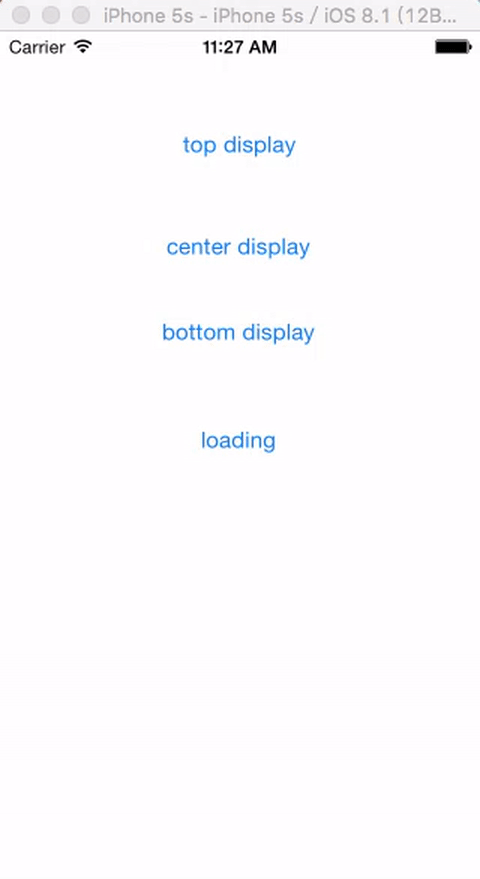 iPhone 5s - iPhone 5s / iOS 8.1 (12B...
Carrier 11:27 AM
top display
center display
bottom display
loading